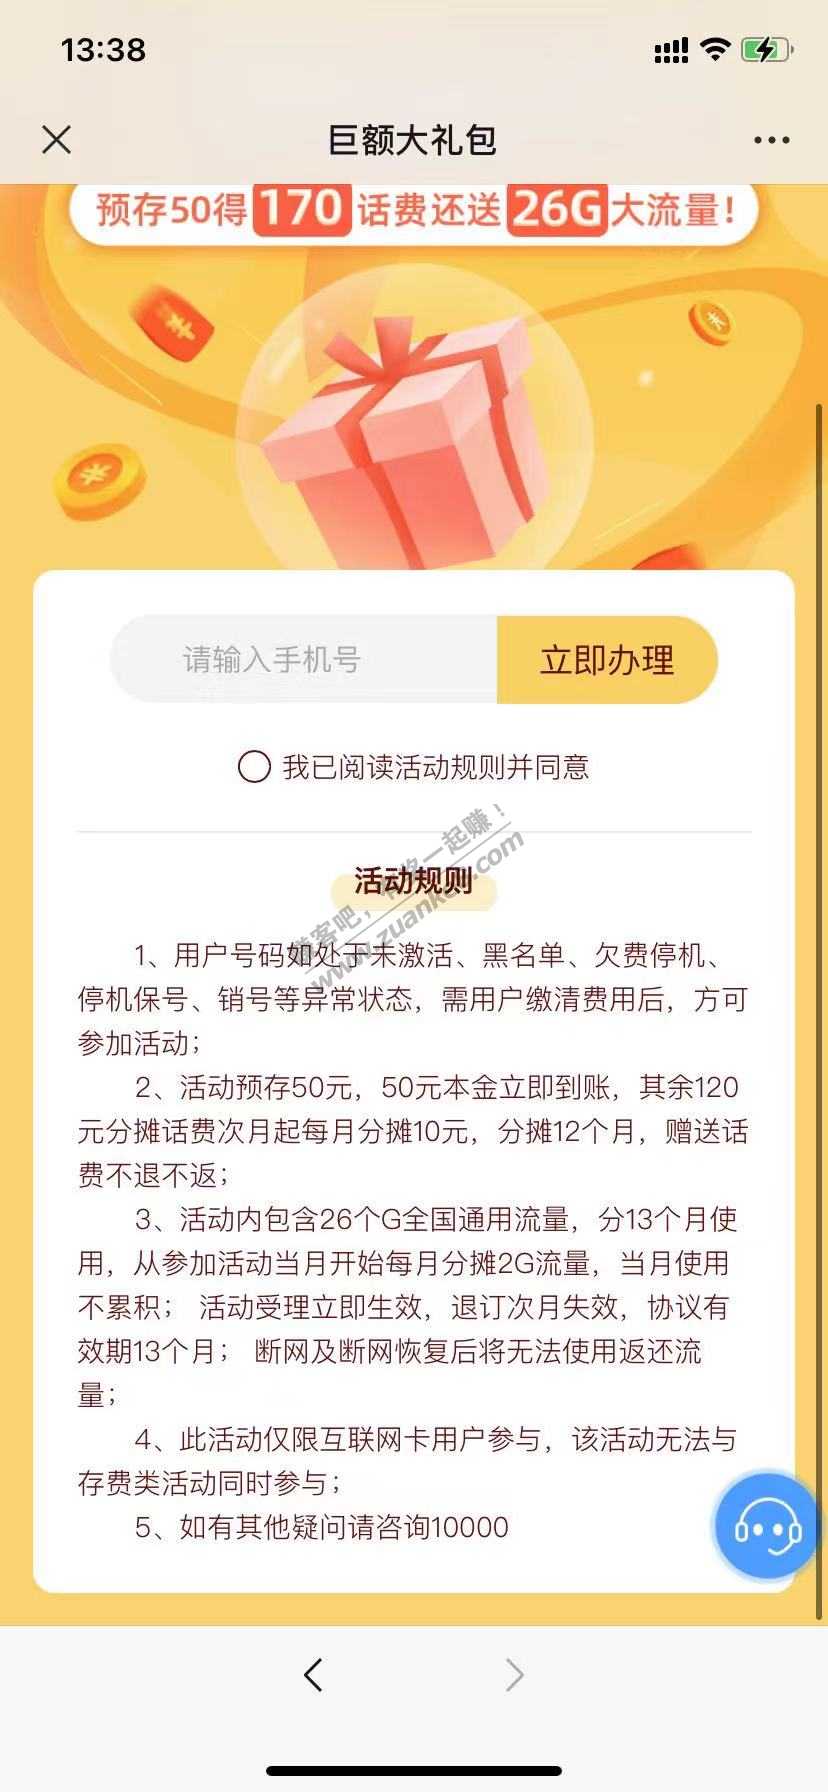 13:38
巨额大礼包
预存50得170话费还送26G大流量！
请输入手机号
立即办理
我已阅读活动规则并同意
活动规则
赚客吧，有奖一起赚！
www.zuanke8.com
1、用户号码如处于未激活、黑名单、欠费停机、
停机保号、销号等异常状态，需用户缴清费用后，方可
参加活动；
2、活动预存50元，50元本金立即到账，其余120
元分摊话费次月起每月分摊10元，分摊12个月，赠送话
费不退不返；
3、活动内包含26个G全国通用流量，分13个月使
用，从参加活动当月开始每月分摊2G流量，当月使用
不累积； 活动受理立即生效，退订次月失效，协议有
效期13个月； 断网及断网恢复后将无法使用返还流
量；
4、此活动仅限互联网卡用户参与，该活动无法与
存费类活动同时参与；
5、如有其他疑问请咨询10000